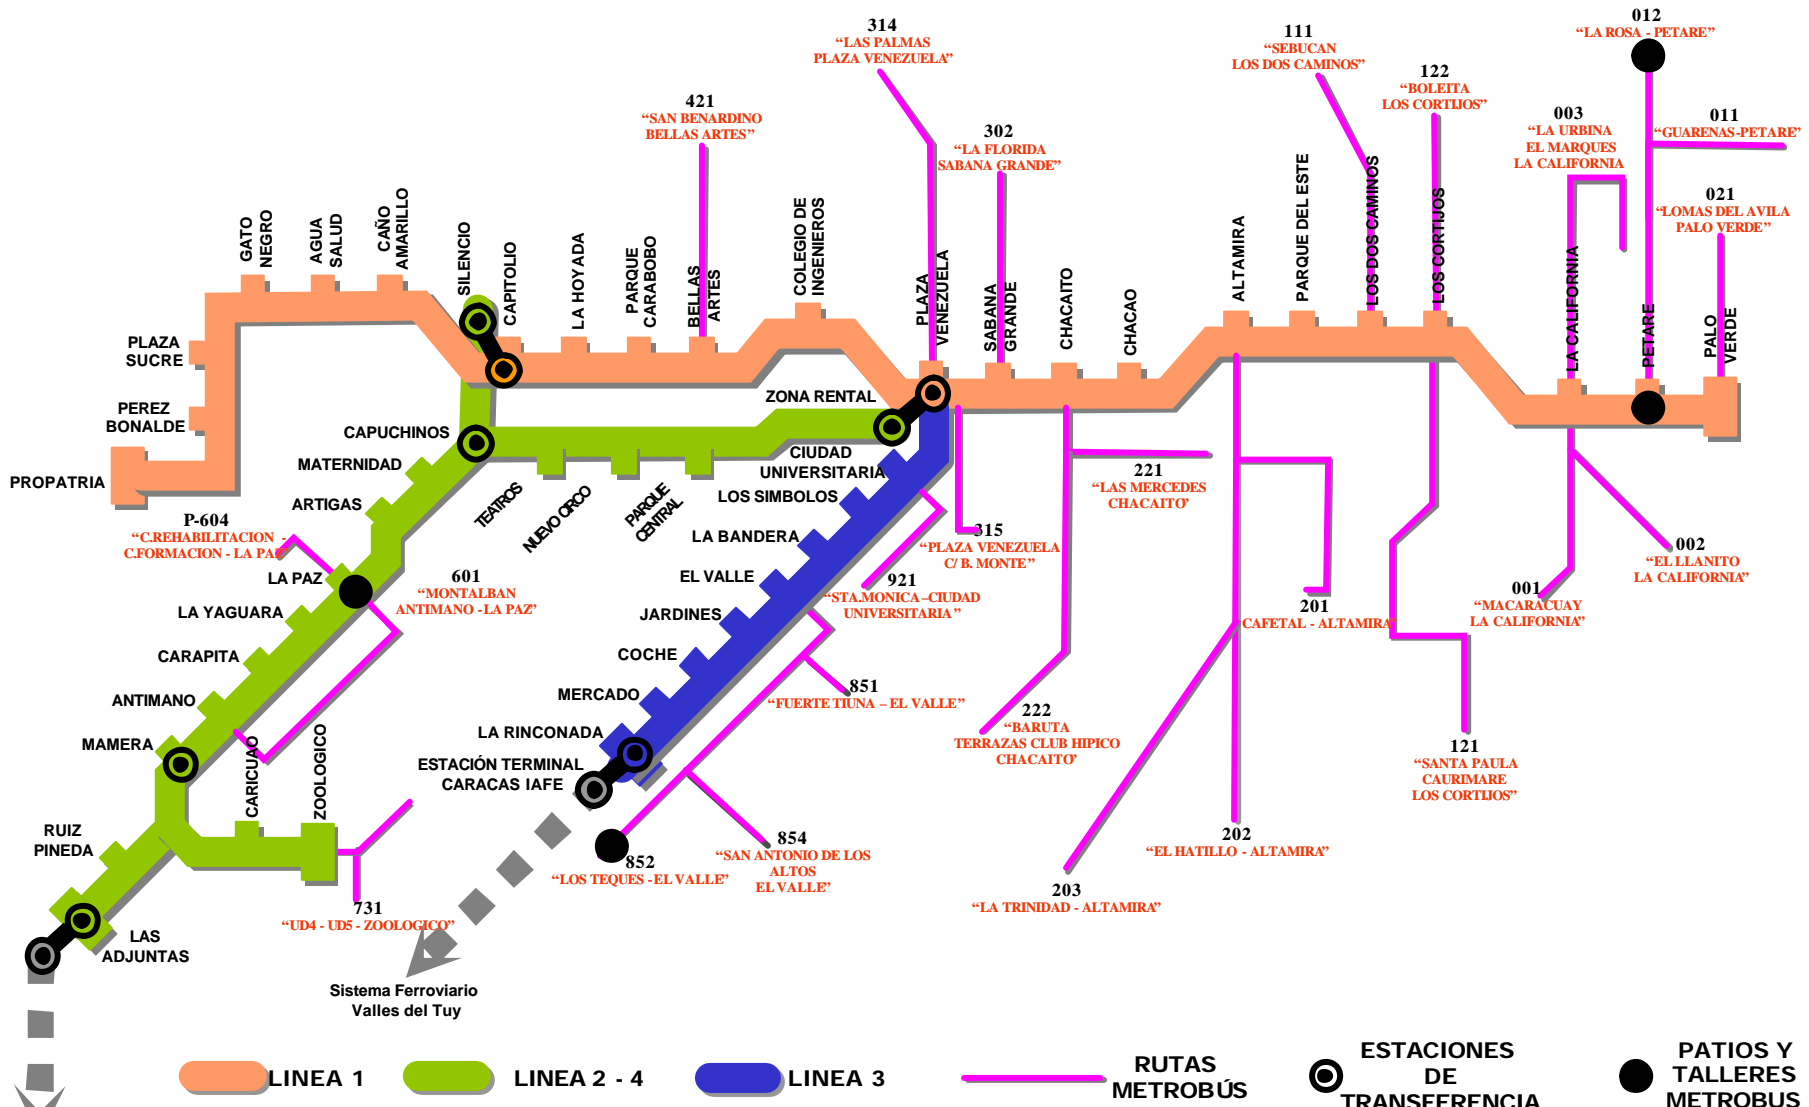 314
“LAS PALMAS
PLAZA VENEZUELA”
111
“SEBUCAN
LOS DOS CAMINOS”
012
“LA ROSA - PETARE”
122
“BOLEITA
LOS CORTIJOS”
003
“LA URBINA
EL MARQUES
LA CALIFORNIA
011
“GUARENAS-PETARE”
421
“SAN BENARDINO
BELLAS ARTES”
302
“LA FLORIDA
SABANA GRANDE”
021
“LOMAS DEL AVILA
PALO VERDE”
GATO
NEGRO
AGUA
SALUD
CAÑO
AMARILLO
SILENCIO
CAPITOLIO
LA HOYADA
PARQUE
CARABOBO
BELLAS
ARTES
COLEGIO DE
INGENIEROS
PLAZA
VENEZUELA
SABANA
GRANDE
CHACAITO
CHACAO
ALTAMIRA
PARQUE DEL ESTE
LOS DOS CAMINOS
LOS CORTIJOS
LA CALIFORNIA
PETARE
PALO
VERDE
PLAZA
SUCRE
PEREZ
BONALDE
PROPATRIA
CAPUCHINOS
ZONA RENTAL
MATERNIDAD
ARTIGAS
TEATROS
NUEVO CIRCO
PARQUE
CENTRAL
CIUDAD
UNIVERSITARIA
LOS SIMBOLOS
LA BANDERA
EL VALLE
JARDINES
COCHE
MERCADO
LA RINCONADA
ESTACIÓN TERMINAL
CARACAS IAFE
P-604
“C.REHABILITACION -
C.FORMACION - LA PAZ”
LA PAZ
601
“MONTALBAN
ANTIMANO - LA PAZ”
LA YAGUARA
CARAPITA
ANTIMANO
MAMERA
CARICUAO
ZOOLOGICO
RUIZ
PINEDA
LAS
ADJUNTAS
731
“UD4 - UD5 - ZOOLOGICO”
221
“LAS MERCEDES
CHACAITO’
315
“PLAZA VENEZUELA
C/ B. MONTE”
921
“STA.MONICA–CIUDAD
UNIVERSITARIA”
851
“FUERTE TIUNA – EL VALLE”
222
“BARUTA
TERRAZAS CLUB HIPICO
CHACAITO’
201
CAFETAL - ALTAMIRA”
001
“MACARACUAY
LA CALIFORNIA”
002
“EL LLANITO
LA CALIFORNIA”
121
“SANTA PAULA
CAURIMARE
LOS CORTIJOS”
202
“EL HATILLO - ALTAMIRA”
203
“LA TRINIDAD - ALTAMIRA”
854
“SAN ANTONIO DE LOS
ALTOS
EL VALLE”
852
“LOS TEQUES - EL VALLE”
Sistema Ferroviario
Valles del Tuy
LINEA 1
LINEA 2 - 4
LINEA 3
RUTAS
METROBÚS
ESTACIONES
DE
TRANSFERENCIA
PATIOS Y
TALLERES
METROBUS